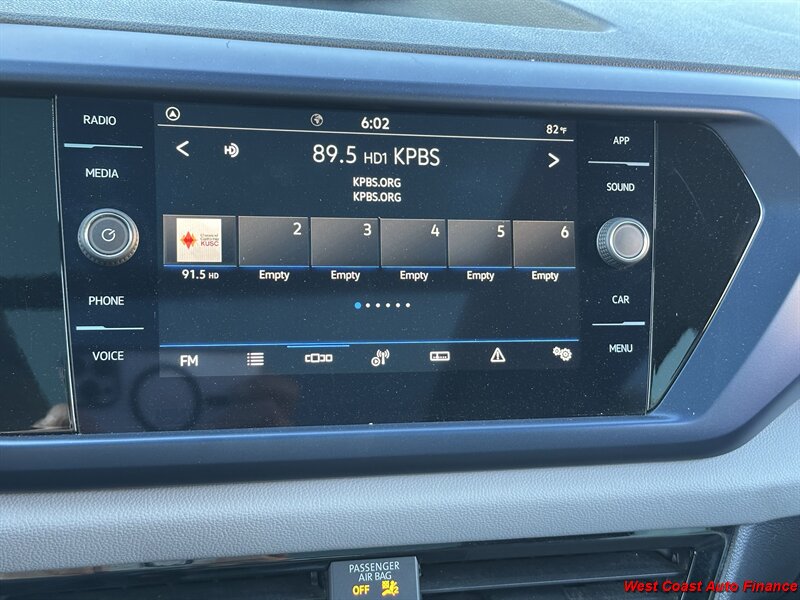 RADIO
MEDIA
PHONE
VOICE
6:02
82°F
89.5 HD1 KPBS
KPBS.ORG
KPBS.ORG
KUSC
2
3
4
5
6
91.5 HD
Empty
Empty
Empty
Empty
Empty
FM
APP
SOUND
CAR
MENU
PASSENGER
AIR BAG
OFF
West Coast Auto Finance